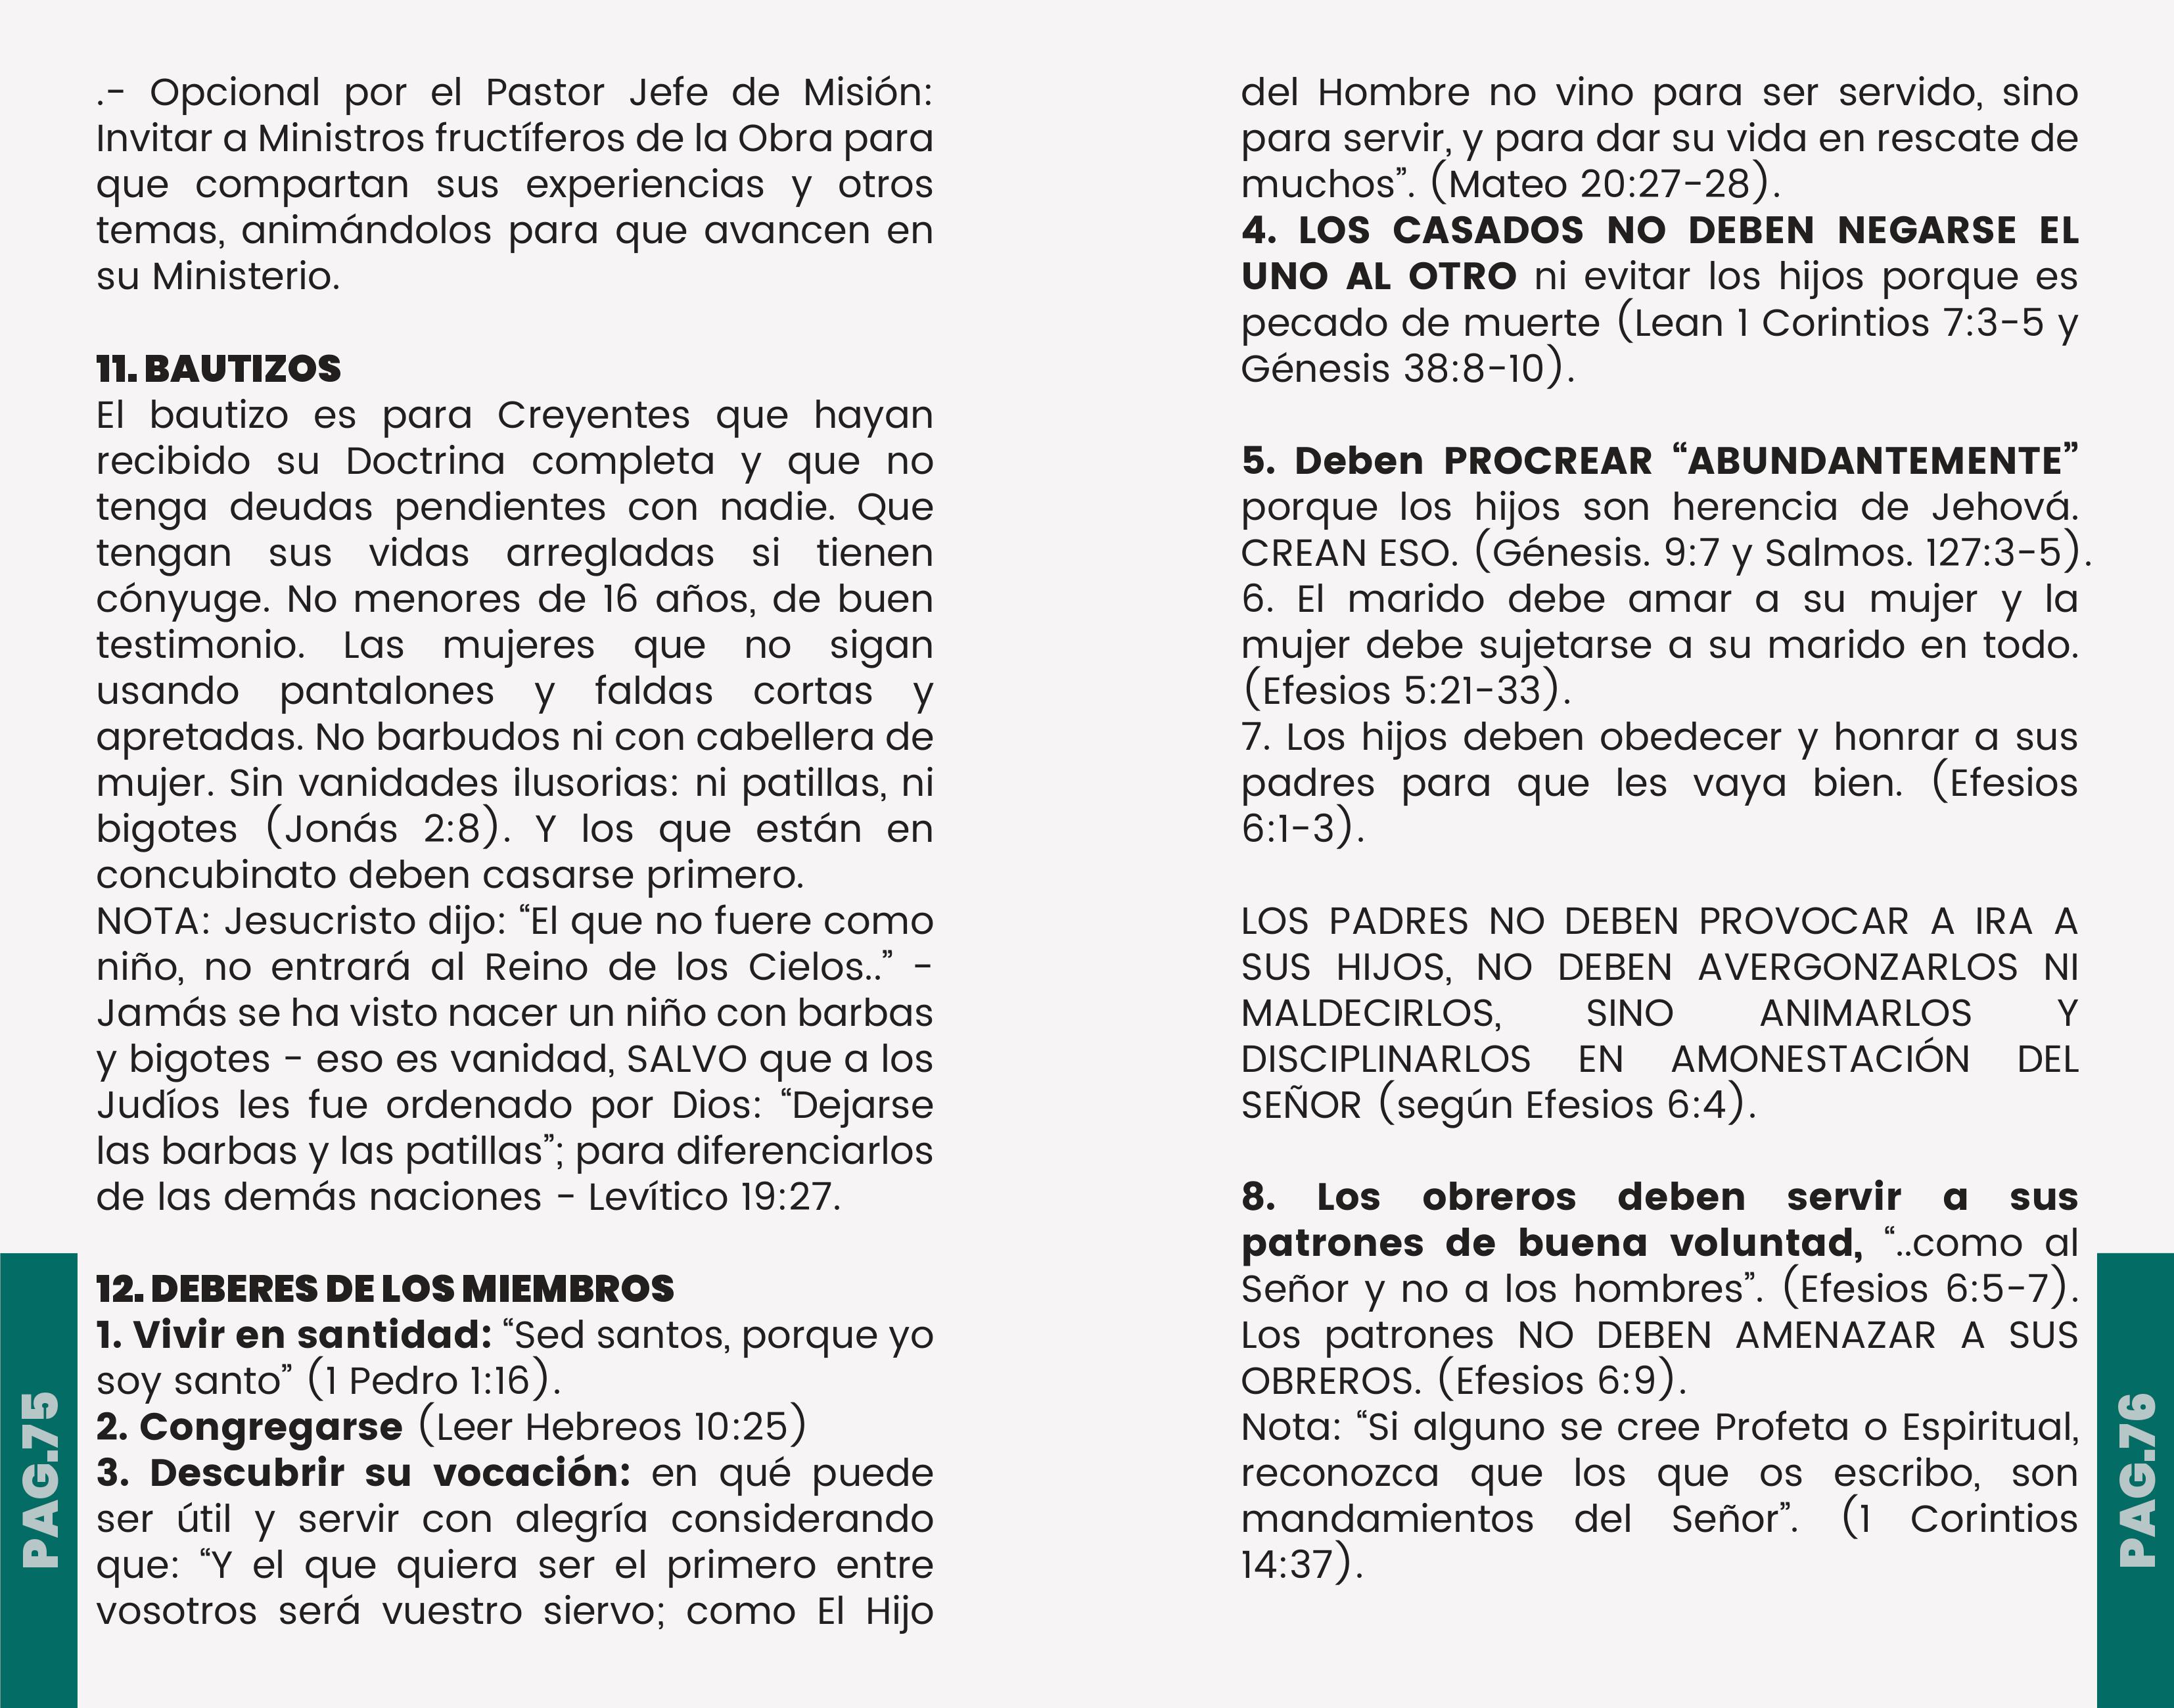 .- Opcional por el Pastor Jefe de Misión:
Invitar a Ministros fructíferos de la Obra para
que compartan sus experiencias y otros
temas, animándolos para que avancen en
su Ministerio.
11. BAUTIZOS
El bautizo es para Creyentes que hayan
recibido su Doctrina completa y que no
tenga deudas pendientes con nadie. Que
tengan sus vidas arregladas si tienen
cónyuge. No menores de 16 años, de buen
testimonio. Las mujeres que no sigan
usando pantalones y faldas cortas y
apretadas. No barbudos ni con cabellera de
mujer. Sin vanidades ilusorias: ni patillas, ni
bigotes (Jonás 2:8). Y los que están en
concubinato deben casarse primero.
NOTA: Jesucristo dijo: “El que no fuere como
niño, no entrará al Reino de los Cielos..” -
Jamás se ha visto nacer un niño con barbas
y bigotes - eso es vanidad, SALVO que a los
Judíos les fue ordenado por Dios: “Dejarse
las barbas y las patillas”; para diferenciarlos
de las demás naciones - Levítico 19:27.
12. DEBERES DE LOS MIEMBROS
1. Vivir en santidad: “Sed santos, porque yo
soy santo” (1 Pedro 1:16).
2. Congregarse (Leer Hebreos 10:25)
3. Descubrir su vocación: en qué puede
ser útil y servir con alegría considerando
que: “Y el que quiera ser el primero entre
vosotros será vuestro siervo; como El Hijo
PAG.75
del Hombre no vino para ser servido, sino
para servir, y para dar su vida en rescate de
muchos”. (Mateo 20:27-28).
4. LOS CASADOS NO DEBEN NEGARSE EL
UNO AL OTRO ni evitar los hijos porque es
pecado de muerte (Lean 1 Corintios 7:3-5 y
Génesis 38:8-10).
5. Deben PROCREAR “ABUNDANTEMENTE”
porque los hijos son herencia de Jehová.
CREAN ESO. (Génesis. 9:7 y Salmos. 127:3-5).
6. El marido debe amar a su mujer y la
mujer debe sujetarse a su marido en todo.
(Efesios 5:21-33).
7. Los hijos deben obedecer y honrar a sus
padres para que les vaya bien. (Efesios
6:1-3).
LOS PADRES NO DEBEN PROVOCAR A IRA A
SUS HIJOS, NO DEBEN AVERGONZARLOS NI
MALDECIRLOS, SINO ANIMARLOS Y
DISCIPLINARLOS EN AMONESTACIÓN DEL
SEÑOR (según Efesios 6:4).
8. Los obreros deben servir a sus
patrones de buena voluntad, “..como al
Señor y no a los hombres”. (Efesios 6:5-7).
Los patrones NO DEBEN AMENAZAR A SUS
OBREROS. (Efesios 6:9).
Nota: “Si alguno se cree Profeta o Espiritual,
reconozca que los que os escribo, son
mandamientos del Señor”. (1 Corintios
14:37).
PAG.76